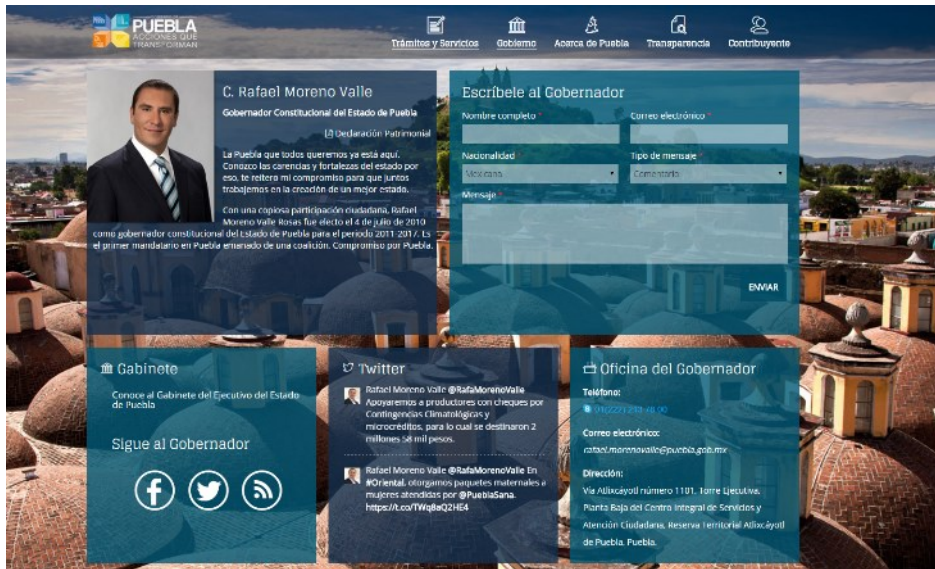 PUEBLA
ACCIONES QUE
TRANSFORMAN
Trámites y Servicios
Gobierno
Acerca de Puebla
Transparencia
Contribuyente
C. Rafael Moreno Valle
Gobernador Constitucional del Estado de Puebla
Declaración Patrimonial
La Puebla que todos queremos ya está aquí.
Conozco las carencias y fortalezas del estado por
eso, te reitero mi compromiso para que juntos
trabajemos en la creación de un mejor estado.
Con una copiosa participación ciudadana, Rafael
Moreno Valle Rosas fue electo el 4 de julio de 2010
como gobernador constitucional del Estado de Puebla para el periodo 2011-2017. Es
el primer mandatario en Puebla emanado de una coalición. Compromiso por Puebla.
Escríbele al Gobernador
Nombre completo *
Correo electrónico *
Nacionalidad *
Tipo de mensaje *
Mexicana
Comentario
Mensaje *
ENVIAR
Gabinete
Conoce al Gabinete del Ejecutivo del Estado
de Puebla
Sigue al Gobernador
Twitter
Rafael Moreno Valle @RafaMorenoValle
Apoyaremos a productores con cheques por
Contingencias Climatológicas y
microcréditos, para lo cual se destinaron 2
millones 58 mil pesos.
Rafael Moreno Valle @RafaMorenoValle En
#Oriental, otorgamos paquetes maternales a
mujeres atendidas por @PueblaSana.
https://t.co/TWq8aQ2HE4
Oficina del Gobernador
Teléfono:
Correo electrónico:
rafael.morenovalle@puebla.gob.mx
Dirección:
Vía Atlixcáyotl número 1101, Torre Ejecutiva,
Planta Baja del Centro Integral de Servicios y
Atención Ciudadana, Reserva Territorial Atlixcáyotl
de Puebla, Puebla.